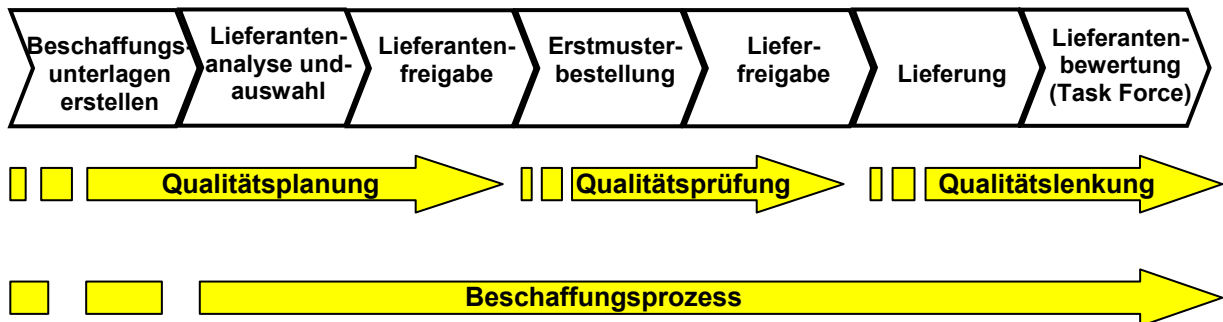 Beschaffungs-
unterlagen
erstellen
Lieferanten-
analyse und-
auswahl
Lieferanten-
freigabe
Erstmuster-
bestellung
Liefer-
freigabe
Lieferung
Lieferanten-
bewertung
(Task Force)
Qualitätsplanung
Qualitätsprüfung
Qualitätslenkung
Beschaffungsprozess